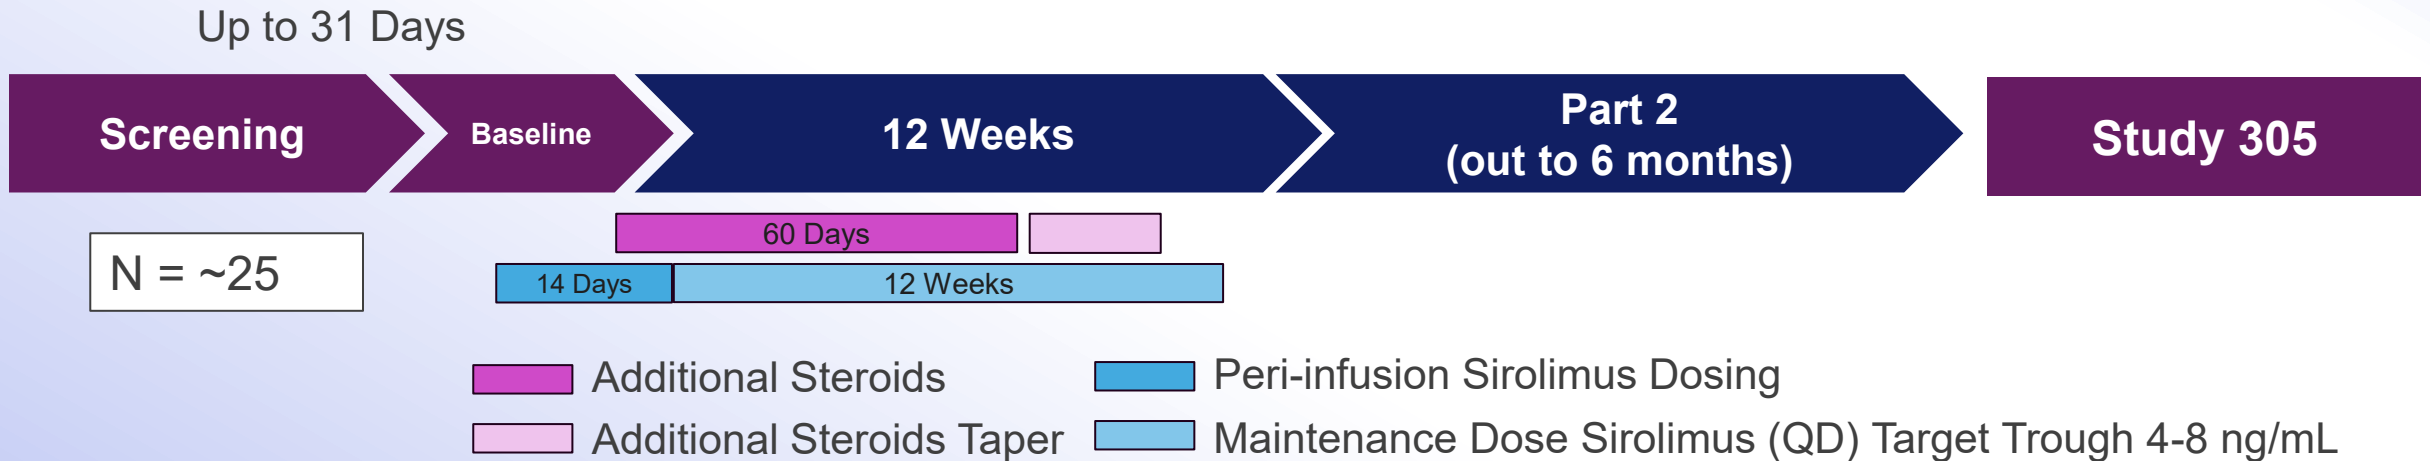 Up to 31 Days
Screening
Baseline
12 Weeks
Part 2
(out to 6 months)
Study 305
N = ~25
60 Days
14 Days
12 Weeks
Additional Steroids
Peri-infusion Sirolimus Dosing
Additional Steroids Taper
Maintenance Dose Sirolimus (QD) Target Trough 4-8 ng/mL